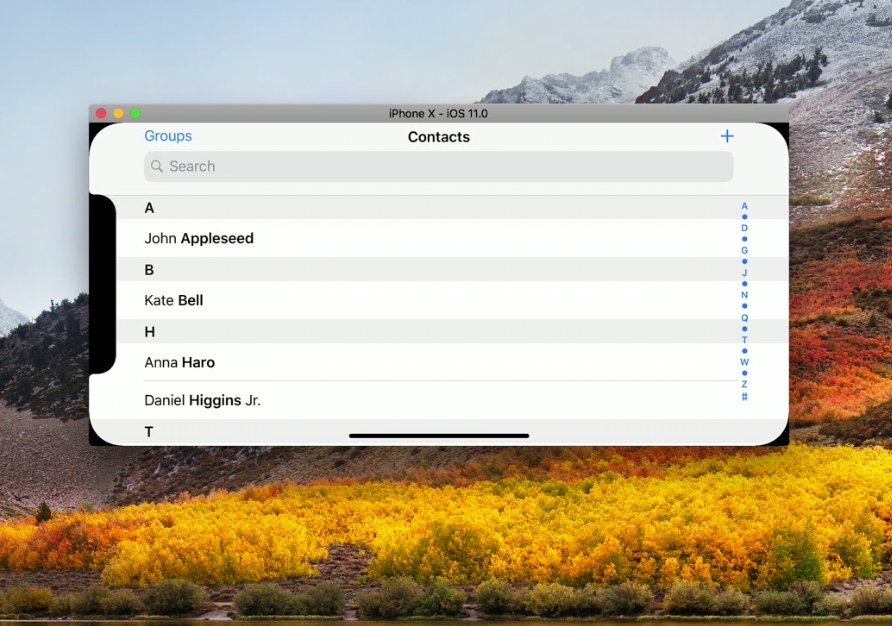 iPhone X - iOS 11.0
Groups
Contacts
Search
A
John Appleseed
B
Kate Bell
H
Anna Haro
Daniel Higgins Jr.
T
A
D
G
J
N
Q
T
W
Z
#